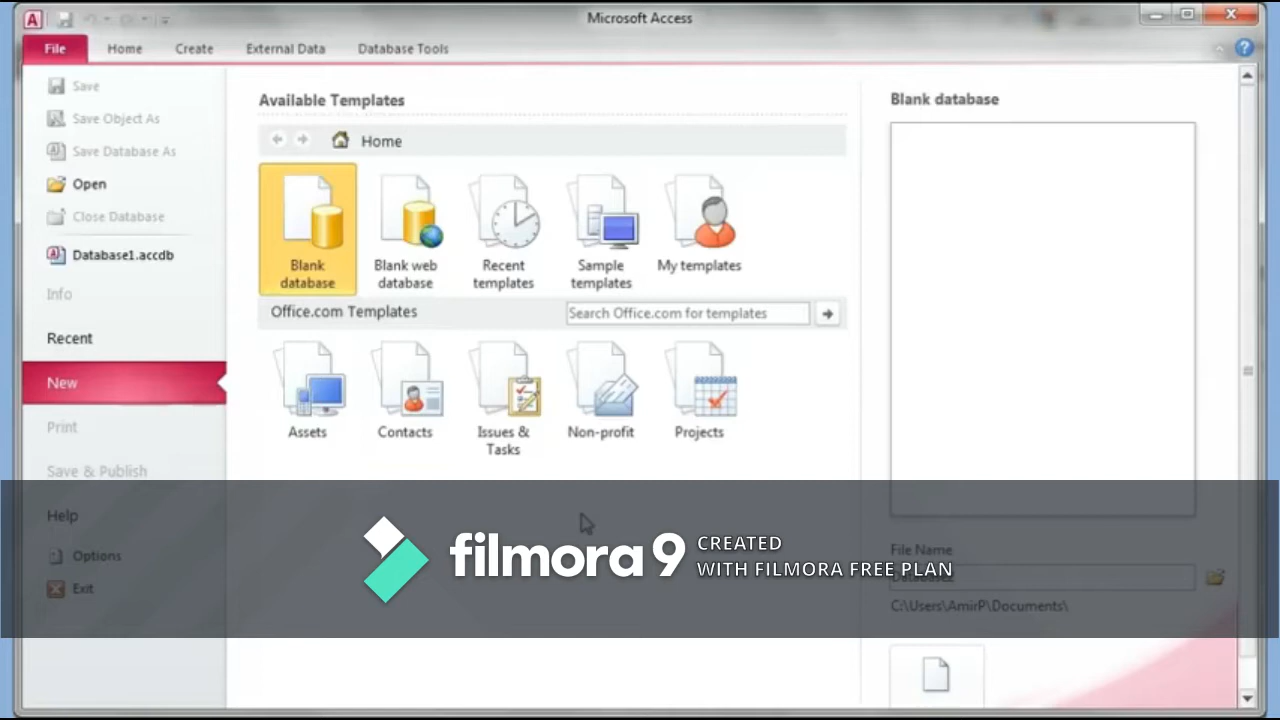 Microsoft Access
File Home Create External Data Database Tools
Save
Save Object As
Save Database As
Open
Close Database
Database1.accdb
Info
Recent
New
Print
Save & Publish
Help
Options
Exit
Available Templates
Home
Blank database
Blank web database
Recent templates
Sample templates
My templates
Office.com Templates
Search Office.com for templates
Assets
Contacts
Issues & Tasks
Non-profit
Projects
Blank database
File Name
C:\Users\AmirP\Documents\
filmora9
CREATED
WITH FILMORA FREE PLAN